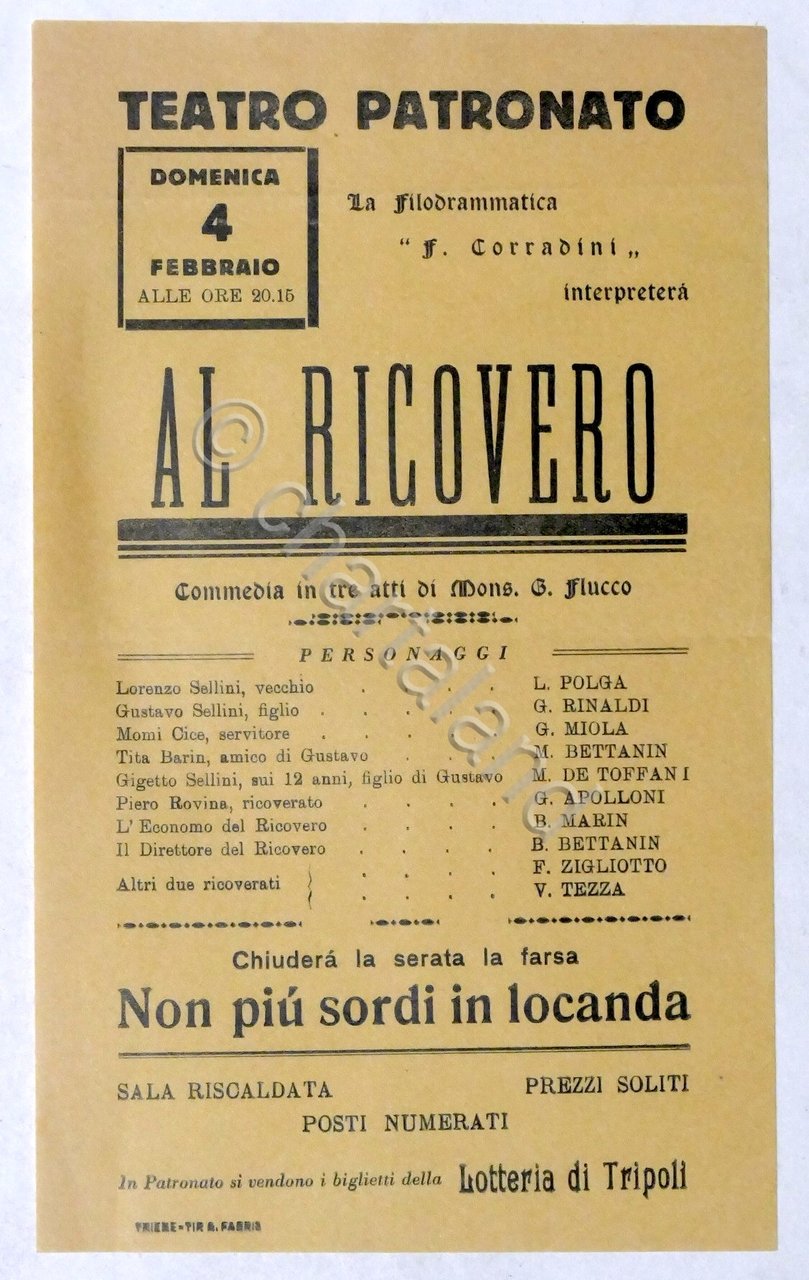 TEATRO PATRONATO
DOMENICA
4
FEBBRAIO
ALLE ORE 20.15
La Filodrammatica
“ F. Corradini „
interpreterá
AL RICOVERO
Commedia in tre atti di Mons. G. Flucco
PERSONAGGI
Lorenzo Sellini, vecchio . . . . L. POLGA
Gustavo Sellini, figlio . . . . . G. RINALDI
Momi Cice, servitore . . . . . G. MIOLA
Tita Barin, amico di Gustavo . . . M. BETTANIN
Gigetto Sellini, sui 12 anni, figlio di Gustavo M. DE TOFFANI
Piero Rovina, ricoverato . . . . G. APOLLONI
L' Economo del Ricovero . . . . B. MARIN
Il Direttore del Ricovero . . . . B. BETTANIN
Altri due ricoverati . . . . F. ZIGLIOTTO
. . . . V. TEZZA
Chiuderá la serata la farsa
Non piú sordi in locanda
SALA RISCALDATA PREZZI SOLITI
POSTI NUMERATI
In Patronato si vendono i biglietti della Lotteria di Tripoli
THIENE - TIP. A. FABRIS
© chartaland